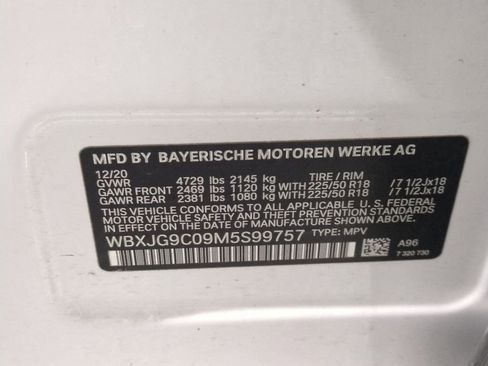 MFD BY BAYERISCHE MOTOREN WERKE AG
12/20 TIRE / RIM
GVWR 4729 lbs 2145 kg
GAWR FRONT 2469 lbs 1120 kg WITH 225/50 R18 /7 1/2Jx18
GAWR REAR 2381 lbs 1080 kg WITH 225/50 R18 /7 1/2Jx18
THIS VEHICLE CONFORMS TO ALL APPLICABLE U. S. FEDERAL
MOTOR VEHICLE SAFETY AND THEFT PREVENTION STANDARDS
IN EFFECT ON THE DATE OF MANUFACTURE SHOWN ABOVE.
WBXJG9C09M5S99757 TYPE: MPV
A96
7 320 730